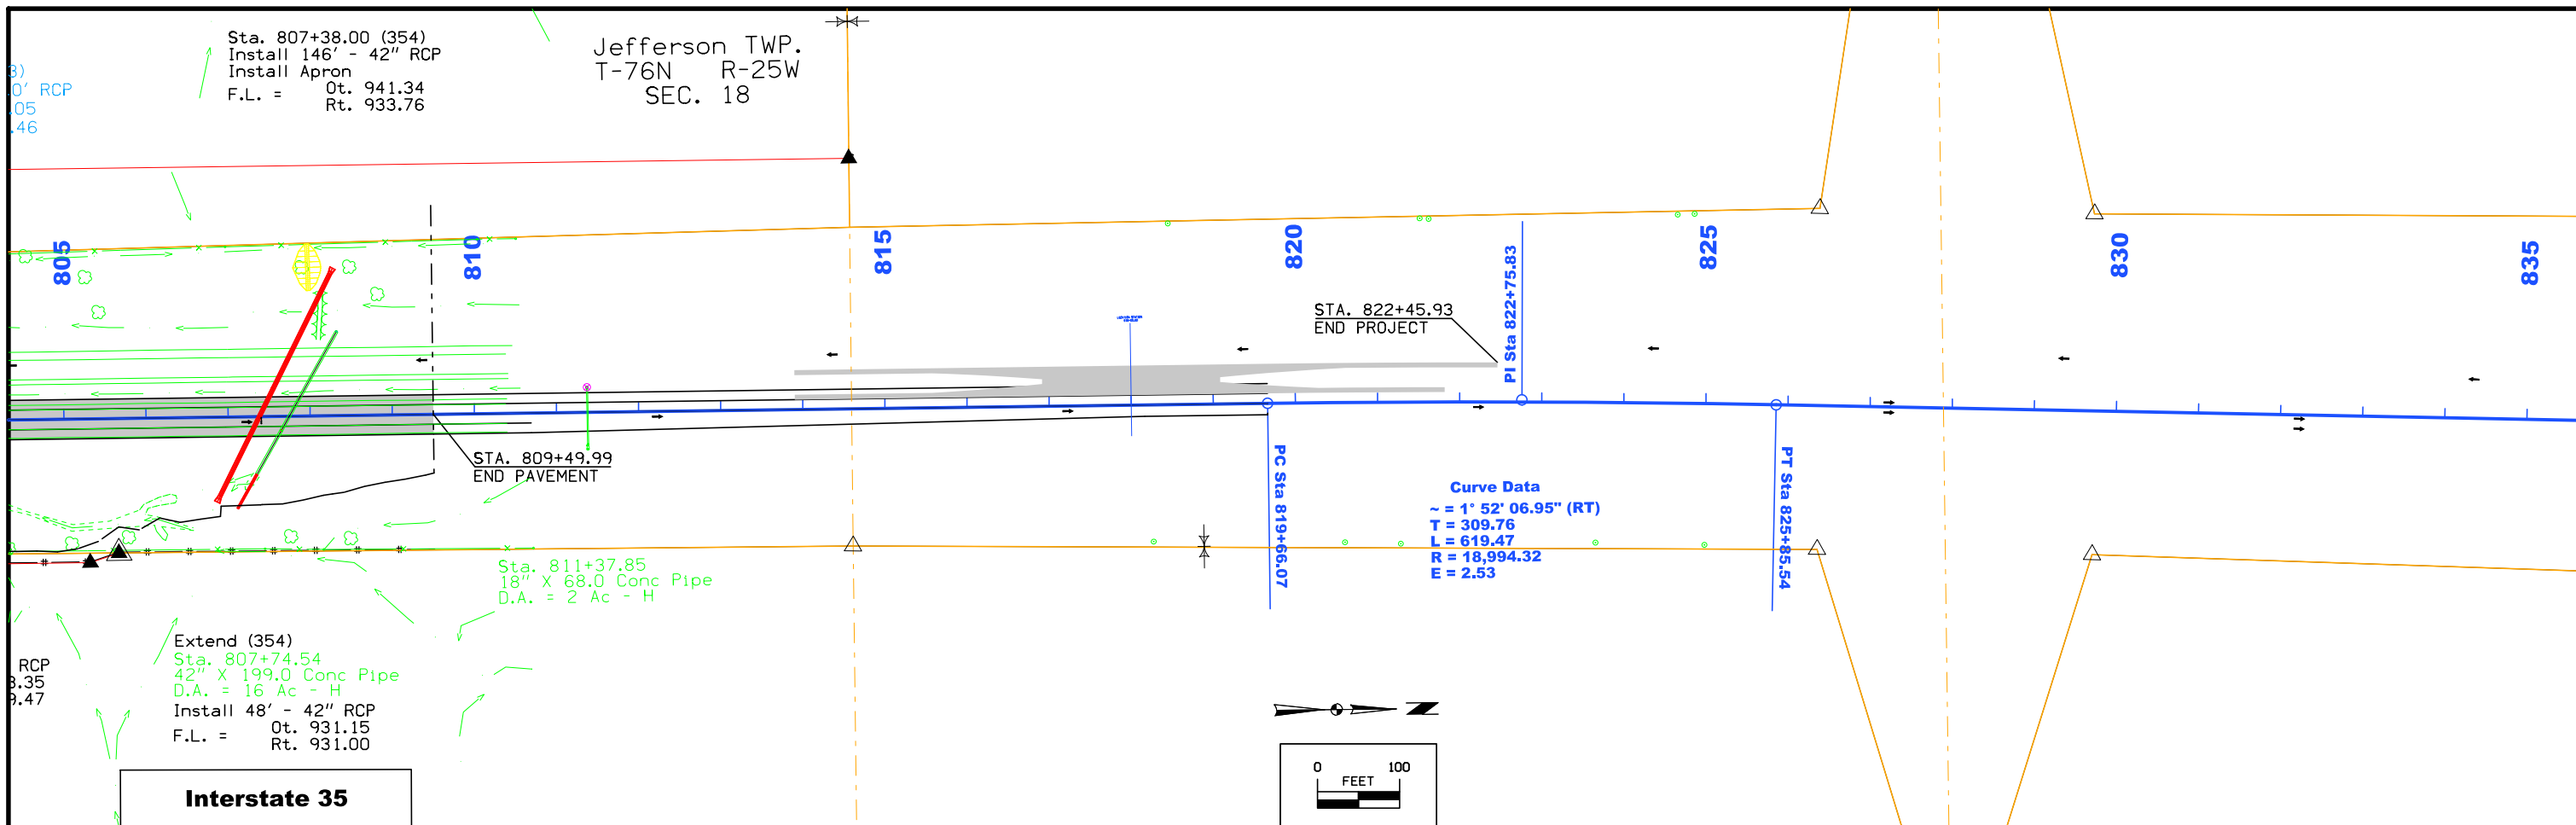 Sta. 807+38.00 (354)
Install 146' - 42" RCP
Install Apron
F.L. = Ot. 941.34
Rt. 933.76
3)
.0' RCP
.05
.46
Jefferson TWP.
T-76N R-25W
SEC. 18
805
810
815
820
825
830
835
STA. 822+45.93
END PROJECT
PI Sta 822+75.83
STA. 809+49.99
END PAVEMENT
PC Sta 819+66.07
PT Sta 825+85.54
Curve Data
~ = 1° 52' 06.95" (RT)
T = 309.76
L = 619.47
R = 18,994.32
E = 2.53
Sta. 811+37.85
18" X 68.0 Conc Pipe
D.A. = 2 Ac - H
Extend (354)
Sta. 807+74.54
42" X 199.0 Conc Pipe
D.A. = 16 Ac - H
Install 48' - 42" RCP
F.L. = Ot. 931.15
Rt. 931.00
RCP
3.35
9.47
N
0 100
FEET
Interstate 35